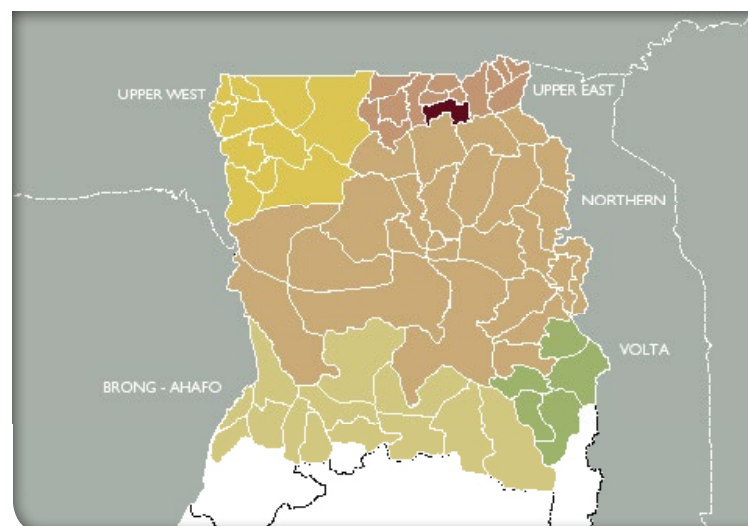 UPPER WEST
UPPER EAST
NORTHERN
VOLTA
BRONG - AHAFO